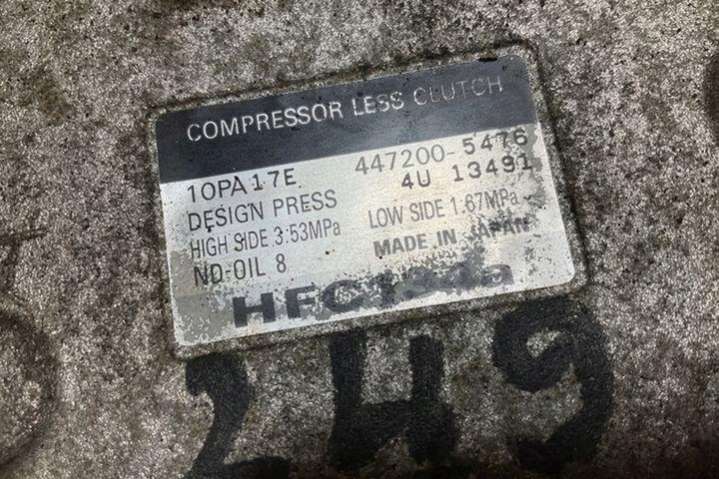 COMPRESSOR LESS CLUTCH
10PA17E 447200-5476
4U 13491
DESIGN PRESS
HIGH SIDE 3.53MPa LOW SIDE 1.67MPa
ND-OIL 8 MADE IN JAPAN
HFC134a
249